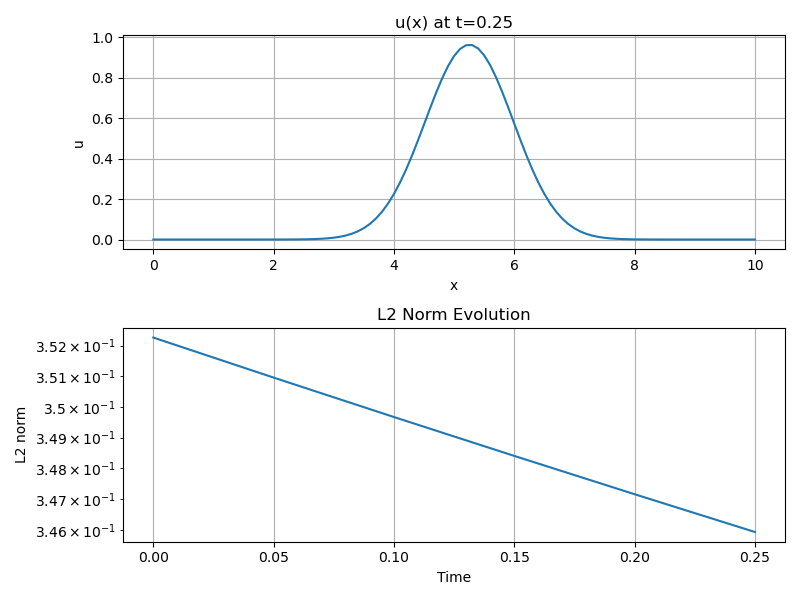 u(x) at t=0.25
1.0
0.8
0.6
0.4
0.2
0.0
u
0 2 4 6 8 10
x
L2 Norm Evolution
3.52×10⁻¹
3.51×10⁻¹
3.5×10⁻¹
3.49×10⁻¹
3.48×10⁻¹
3.47×10⁻¹
3.46×10⁻¹
L2 norm
0.00 0.05 0.10 0.15 0.20 0.25
Time